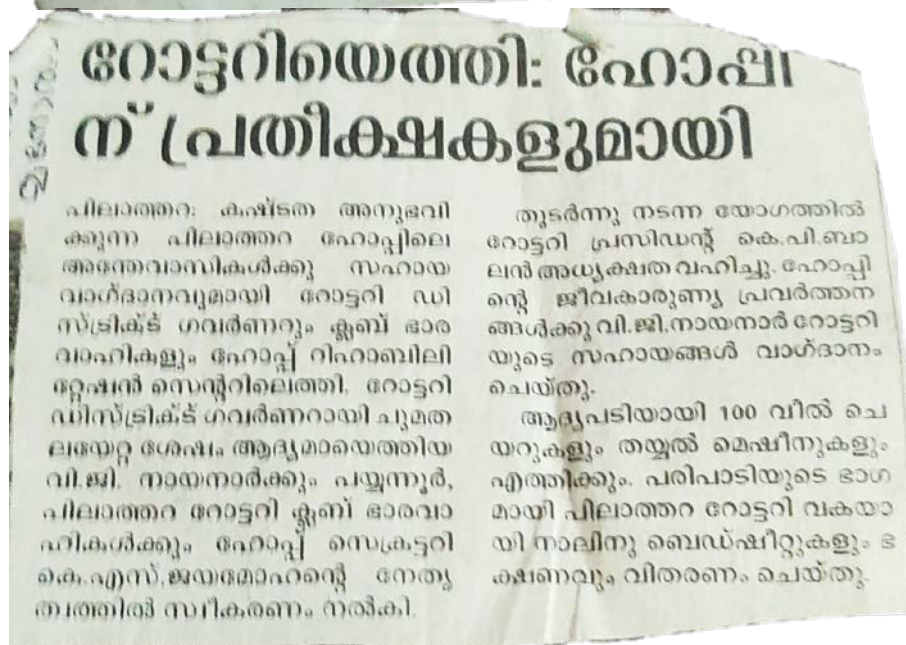 റോട്ടറിയെത്തി: ഹോപ്പി
ന് പ്രതീക്ഷകളുമായി
പിലാത്തറ: കഷ്ടത അനുഭവി
ക്കുന്ന പിലാത്തറ ഹോപ്പിലെ
അന്തേവാസികൾക്കു സഹായ
വാഗ്ദാനവുമായി റോട്ടറി ഡി
സ്ട്രിക്ട് ഗവർണറും ക്ലബ് ഭാര
വാഹികളും ഹോപ്പ് റിഹാബിലി
റ്റേഷൻ സെന്ററിലെത്തി. റോട്ടറി
ഡിസ്ട്രിക്ട് ഗവർണറായി ചുമത
ലയേറ്റ ശേഷം ആദ്യമായെത്തിയ
വി.ജി. നായനാർക്കും പയ്യന്നൂർ,
പിലാത്തറ റോട്ടറി ക്ലബ് ഭാരവാ
ഹികൾക്കും ഹോപ്പ് സെക്രട്ടറി
കെ.എസ്.ജയമോഹന്റെ നേതൃ
ത്വത്തിൽ സ്വീകരണം നൽകി.
തുടർന്നു നടന്ന യോഗത്തിൽ
റോട്ടറി പ്രസിഡന്റ് കെ.പി.ബാ
ലൻ അധ്യക്ഷത വഹിച്ചു. ഹോപ്പി
ന്റെ ജീവകാരുണ്യ പ്രവർത്തന
ങ്ങൾക്കു വി.ജി.നായനാർ റോട്ടറി
യുടെ സഹായങ്ങൾ വാഗ്ദാനം
ചെയ്തു.
ആദ്യപടിയായി 100 വീൽ ചെ
യറുകളും തയ്യൽ മെഷീനുകളും
എത്തിക്കും. പരിപാടിയുടെ ഭാഗ
മായി പിലാത്തറ റോട്ടറി വകയാ
യി നാലിനു ബെഡ്ഷീറ്റുകളും ഭ
ക്ഷണവും വിതരണം ചെയ്തു.